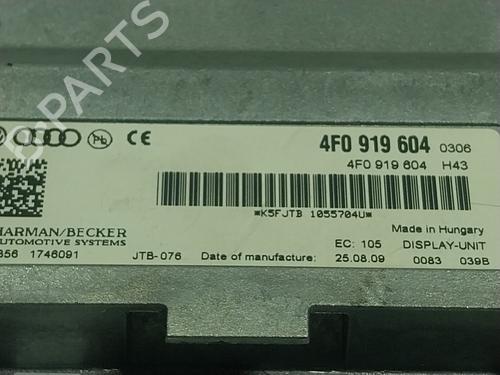 B-PARTS
Pb CE 4F0 919 604 0306
4F0 919 604 H43
*K5FJTB 1055704U*
HARMAN/BECKER
AUTOMOTIVE SYSTEMS
Made in Hungary
EC: 105 DISPLAY-UNIT
856 1746091 JTB-076 Date of manufacture: 25.08.09 0083 039B